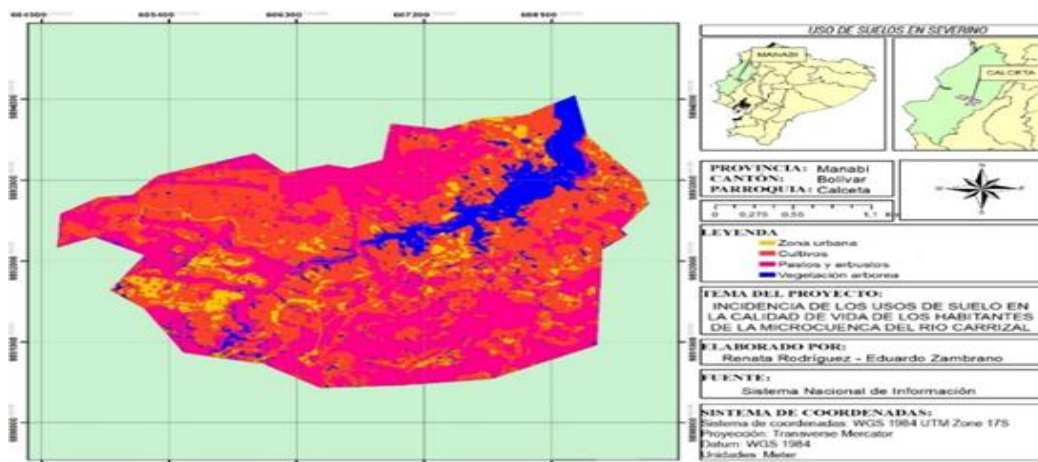 USO DE SUELOS EN SEVERINO
MANABI
CALCETA
PROVINCIA: Manabí
CANTÓN: Bolívar
PARROQUIA: Calceta
0 0,275 0,55 1,1
LEYENDA
Zona urbana
Cultivos
Pastos y arbustos
Vegetación arborea
TEMA DEL PROYECTO:
INCIDENCIA DE LOS USOS DE SUELO EN
LA CALIDAD DE VIDA DE LOS HABITANTES
DE LA MICROCUENCA DEL RIO CARRIZAL
ELABORADO POR:
Renata Rodríguez - Eduardo Zambrano
FUENTE:
Sistema Nacional de Información
SISTEMA DE COORDENADAS:
Sistema de coordenadas: WGS 1984 UTM Zone 17S
Proyección: Transverse Mercator
Datum: WGS 1984
Unidades: Meter